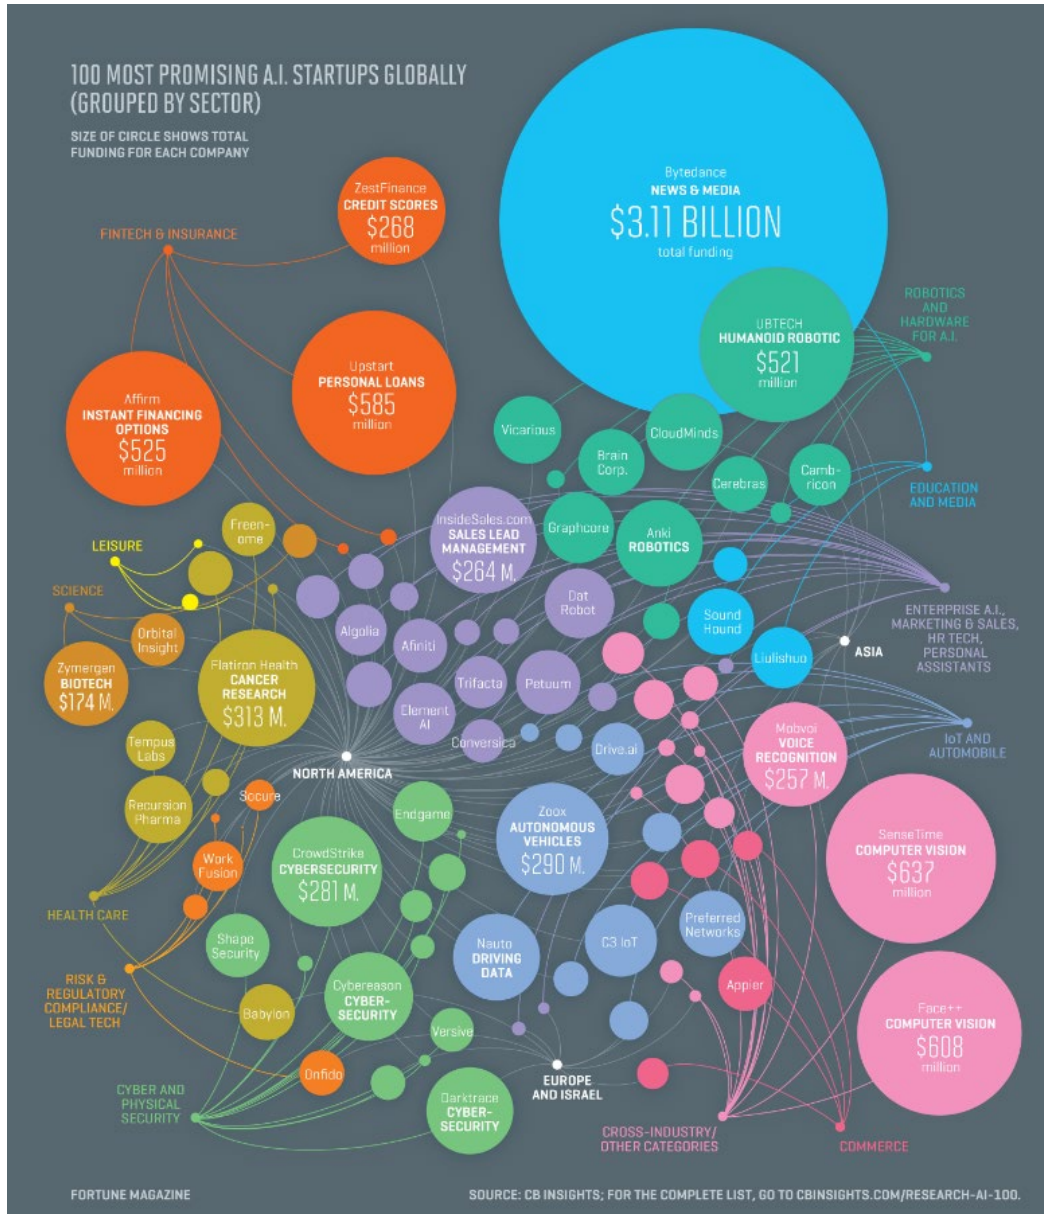 100 MOST PROMISING A.I. STARTUPS GLOBALLY
(GROUPED BY SECTOR)
SIZE OF CIRCLE SHOWS TOTAL
FUNDING FOR EACH COMPANY
Bytedance
NEWS & MEDIA
$3.11 BILLION
total funding
ZestFinance
CREDIT SCORES
$268
million
FINTECH & INSURANCE
ROBOTICS
AND
HARDWARE
FOR A.I.
UBTECH
HUMANOID ROBOTIC
$521
million
Upstart
PERSONAL LOANS
$585
million
Affirm
INSTANT FINANCING
OPTIONS
$525
million
Vicarious
CloudMinds
Brain
Corp.
Cerebras
Camb-
ricon
EDUCATION
AND MEDIA
InsideSales.com
SALES LEAD
MANAGEMENT
$264 M.
Graphcore
Anki
ROBOTICS
Freen-
ome
LEISURE
SCIENCE
Dat
Robot
Sound
Hound
ENTERPRISE A.I.,
MARKETING & SALES,
HR TECH,
PERSONAL
ASSISTANTS
Orbital
Insight
Algolia
Afiniti
ASIA
Liulishuo
Zymergen
BIOTECH
$174 M.
Flatiron Health
CANCER
RESEARCH
$313 M.
Trifacta
Petuum
Element
AI
Conversica
Drive.ai
Mobvoi
VOICE
RECOGNITION
$257 M.
IoT AND
AUTOMOBILE
Tempus
Labs
NORTH AMERICA
Recursion
Pharma
Socure
Endgame
Zoox
AUTONOMOUS
VEHICLES
$290 M.
SenseTime
COMPUTER VISION
$637
million
Work
Fusion
CrowdStrike
CYBERSECURITY
$281 M.
HEALTH CARE
Shape
Security
Nauto
DRIVING
DATA
C3 IoT
Preferred
Networks
RISK &
REGULATORY
COMPLIANCE/
LEGAL TECH
Cybereason
CYBER-
SECURITY
Appier
Babylon
Versive
Face++
COMPUTER VISION
$608
million
Onfido
EUROPE
AND ISRAEL
CYBER AND
PHYSICAL
SECURITY
Darktrace
CYBER-
SECURITY
CROSS-INDUSTRY/
OTHER CATEGORIES
COMMERCE
FORTUNE MAGAZINE
SOURCE: CB INSIGHTS; FOR THE COMPLETE LIST, GO TO CBINSIGHTS.COM/RESEARCH-AI-100.